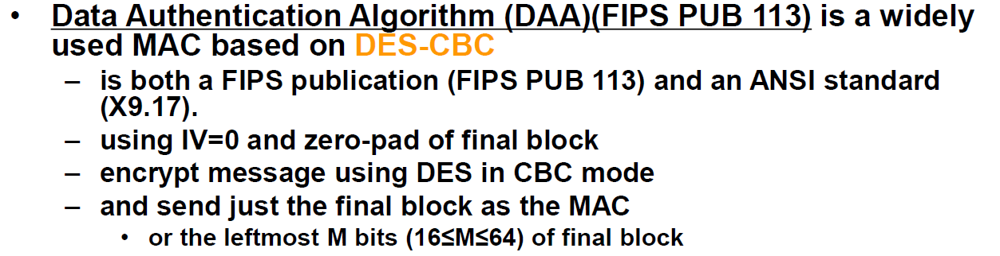 • Data Authentication Algorithm (DAA)(FIPS PUB 113) is a widely
used MAC based on DES-CBC
– is both a FIPS publication (FIPS PUB 113) and an ANSI standard
(X9.17).
– using IV=0 and zero-pad of final block
– encrypt message using DES in CBC mode
– and send just the final block as the MAC
• or the leftmost M bits (16≤M≤64) of final block